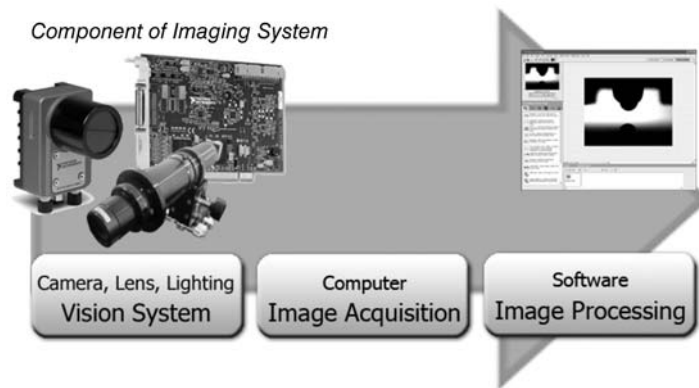 Component of Imaging System
Camera, Lens, Lighting
Vision System
Computer
Image Acquisition
Software
Image Processing